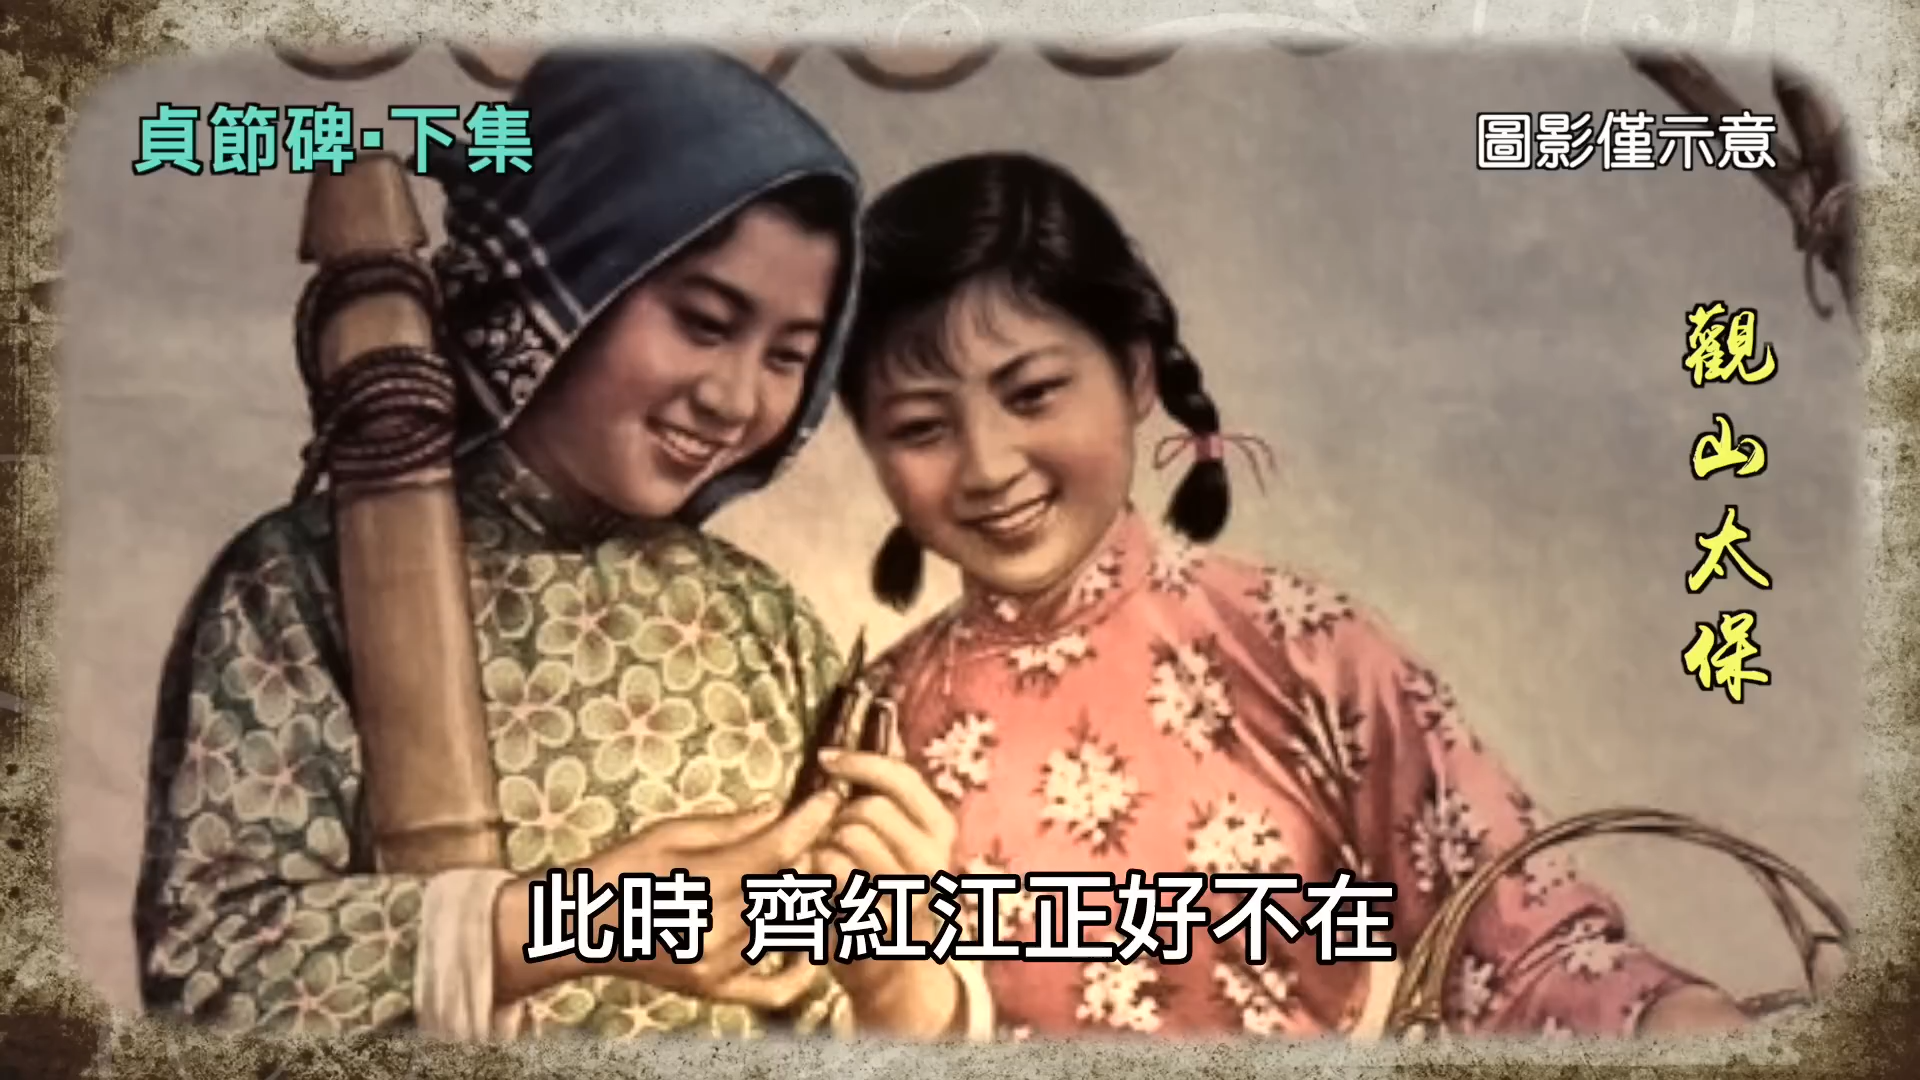 貞節碑·下集
圖影僅示意
觀山太保
此時 齊紅江正好不在